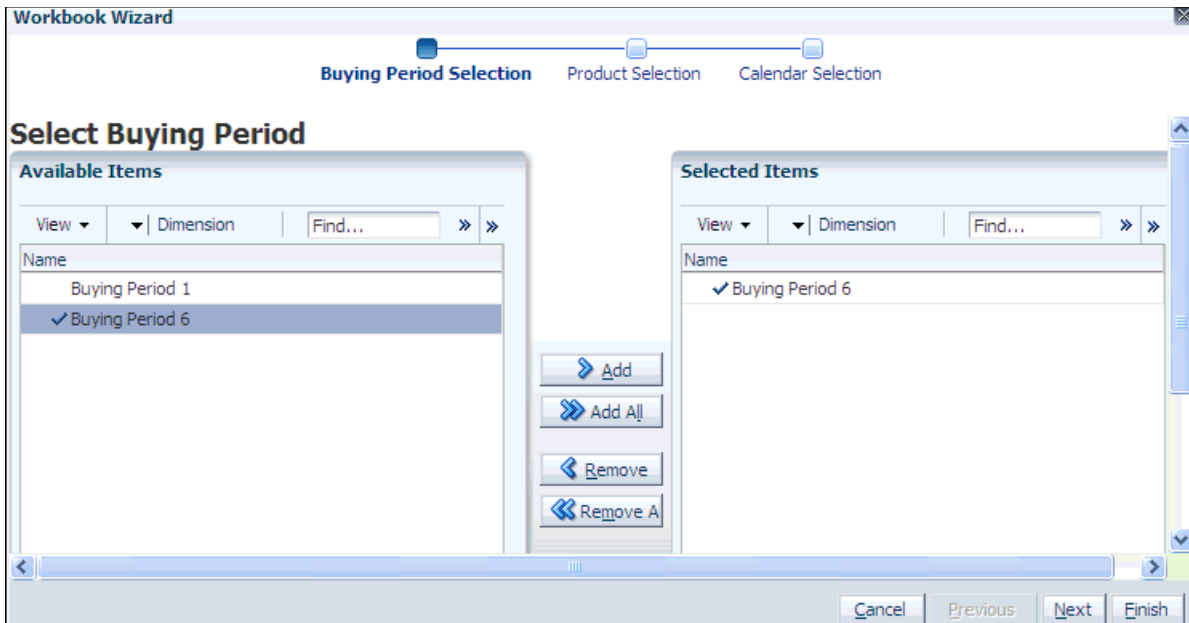 Workbook Wizard
Buying Period Selection Product Selection Calendar Selection
Select Buying Period
Available Items
View Dimension Find...
Name
Buying Period 1
Buying Period 6
Add
Add All
Remove
Remove A
Selected Items
View Dimension Find...
Name
Buying Period 6
Cancel Previous Next Finish